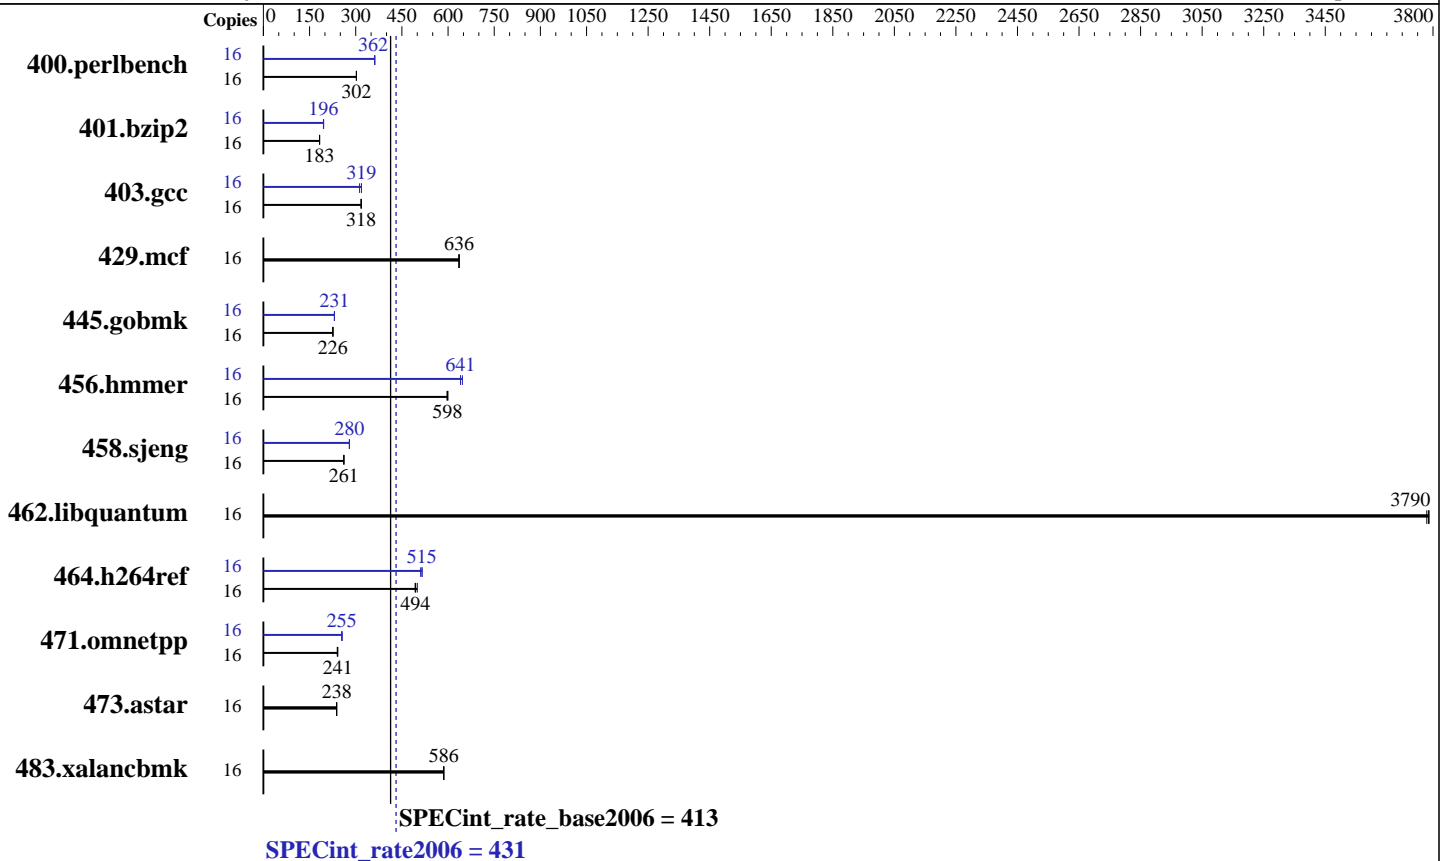 Copies 0 150 300 450 600 750 900 1050 1250 1450 1650 1850 2050 2250 2450 2650 2850 3050 3250 3450 3800
400.perlbench 16 362
16 302
401.bzip2 16 196
16 183
403.gcc 16 319
16 318
429.mcf 16 636
445.gobmk 16 231
16 226
456.hmmer 16 641
16 598
458.sjeng 16 280
16 261
462.libquantum 16 3790
464.h264ref 16 515
16 494
471.omnetpp 16 255
16 241
473.astar 16 238
483.xalancbmk 16 586
SPECint_rate_base2006 = 413
SPECint_rate2006 = 431